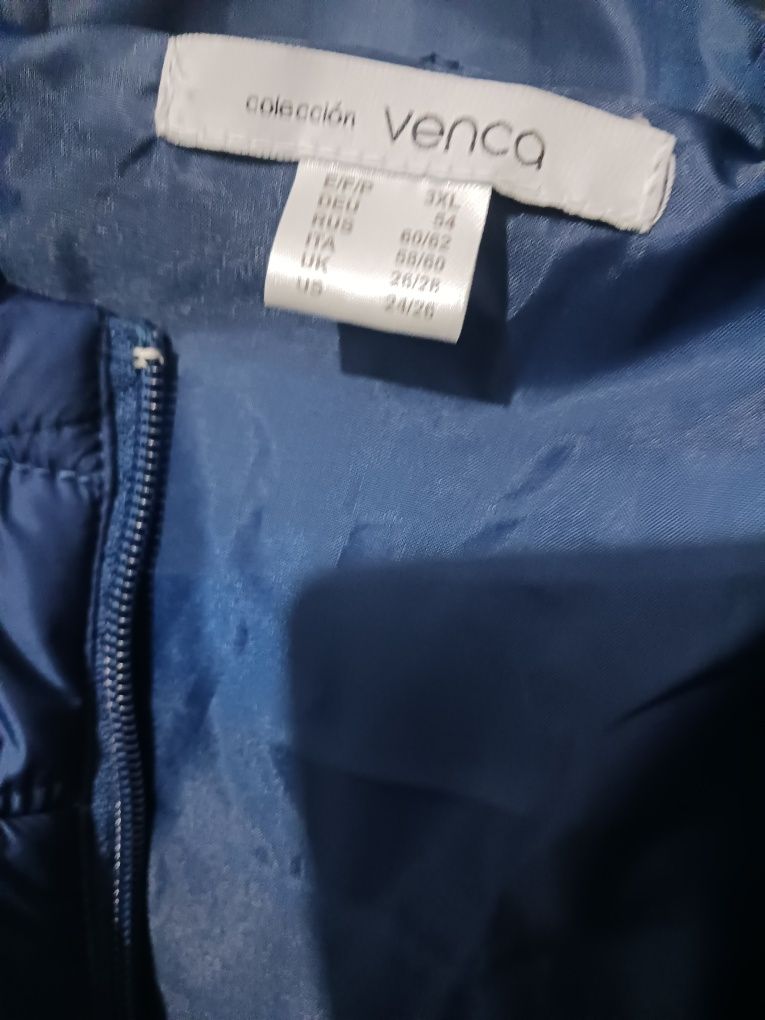 colección venca
E/F/P 3XL
DEU 54
RUS 60/62
ITA 58/60
UK 26/28
US 24/26